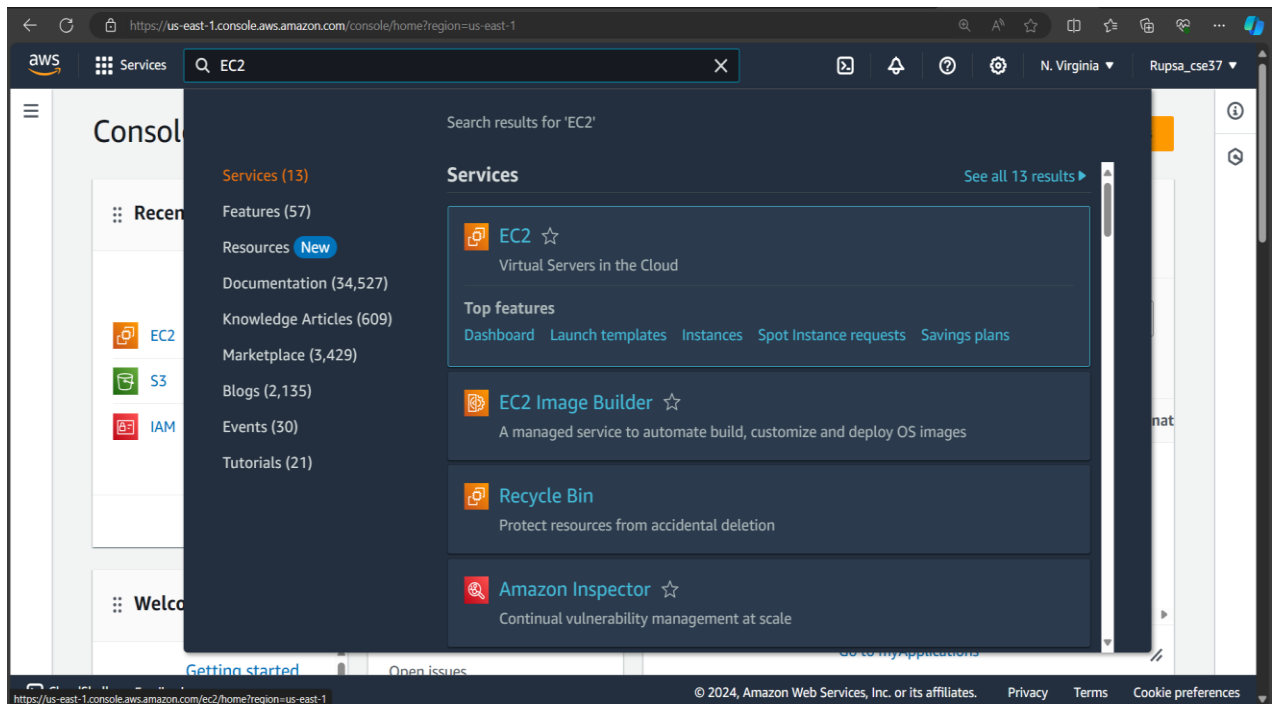 https://us-east-1.console.aws.amazon.com/console/home?region=us-east-1
aws Services EC2 N. Virginia ▼ Rupsa_cse37 ▼
Consol
Search results for 'EC2'
Services (13)
Features (57)
Resources New
Documentation (34,527)
Knowledge Articles (609)
Marketplace (3,429)
Blogs (2,135)
Events (30)
Tutorials (21)
Services See all 13 results
EC2
Virtual Servers in the Cloud
Top features
Dashboard Launch templates Instances Spot Instance requests Savings plans
EC2 Image Builder
A managed service to automate build, customize and deploy OS images
Recycle Bin
Protect resources from accidental deletion
Amazon Inspector
Continual vulnerability management at scale
Recen
EC2
S3
IAM
nat
Welco
Getting started
Open issues
Go to myApplications
https://us-east-1.console.aws.amazon.com/ec2/home?region=us-east-1
© 2024, Amazon Web Services, Inc. or its affiliates. Privacy Terms Cookie preferences